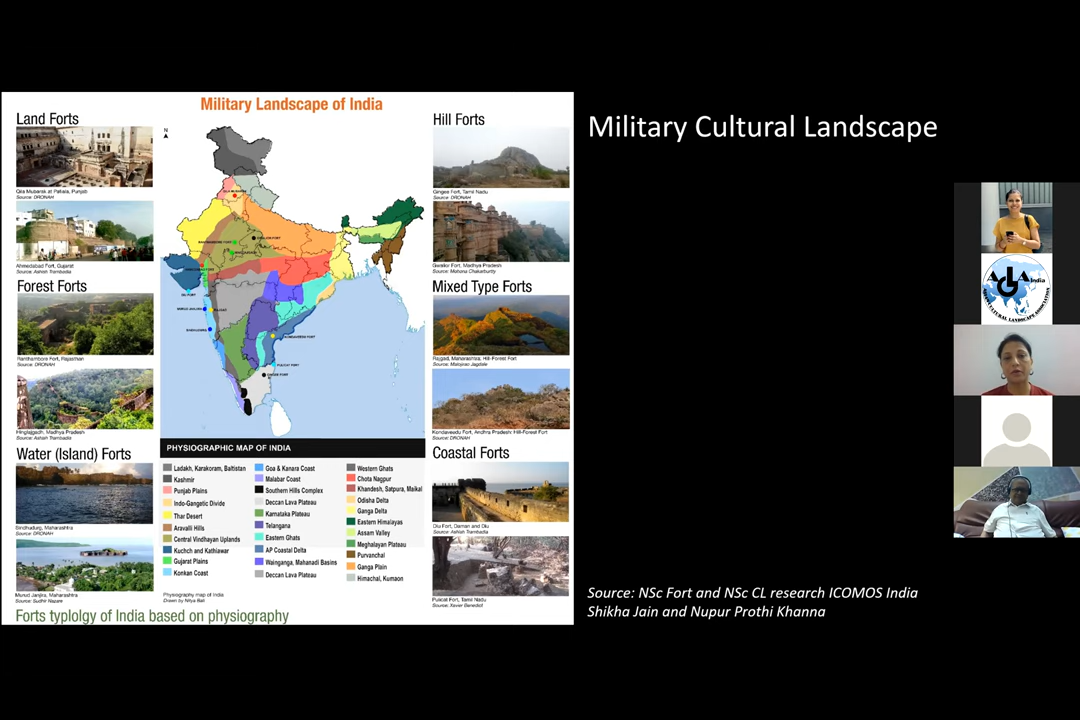 Military Landscape of India
Land Forts
Qila Mubarak at Patiala, Punjab
Source: DRONAH
Ahmedabad Fort, Gujarat
Source: Ashish Trambadia
Forest Forts
Ranthambore Fort, Rajasthan
Source: DRONAH
Hinglajgadh, Madhya Pradesh
Source: Ashish Trambadia
Water (Island) Forts
Sindhudurg, Maharashtra
Source: DRONAH
Murud Janjira, Maharashtra
Source: Sudhir Nazare
Forts typlolgy of India based on physiography
N
PHYSIOGRAPHIC MAP OF INDIA
Ladakh, Karakoram, Baltistan
Kashmir
Punjab Plains
Indo-Gangetic Divide
Thar Desert
Aravalli Hills
Central Vindhayan Uplands
Kuchch and Kathiawar
Gujarat Plains
Konkan Coast
Goa & Kanara Coast
Malabar Coast
Southern Hills Complex
Deccan Lava Plateau
Karnataka Plateau
Telangana
Eastern Ghats
AP Coastal Delta
Wainganga, Mahanadi Basins
Deccan Lava Plateau
Western Ghats
Chota Nagpur
Khandesh, Satpura, Maikal
Odisha Delta
Ganga Delta
Eastern Himalayas
Assam Valley
Meghalayan Plateau
Purvanchal
Ganga Plain
Himachal, Kumaon
Physiography map of India
Drawn by Nitya Bali
Hill Forts
Gingee Fort, Tamil Nadu
Source: DRONAH
Gwalior Fort, Madhya Pradesh
Source: Mohona Chakarburtty
Mixed Type Forts
Rajgad, Maharashtra, Hill-Forest Fort
Source: Malojirao Jagdale
Kondaveedu Fort, Andhra Pradesh: Hill-Forest Fort
Source: DRONAH
Coastal Forts
Diu Fort, Daman and Diu
Source: Ashish Trambadia
Pulicat Fort, Tamil Nadu
Source: Xavier Benedict
Military Cultural Landscape
India
Source: NSc Fort and NSc CL research ICOMOS India
Shikha Jain and Nupur Prothi Khanna